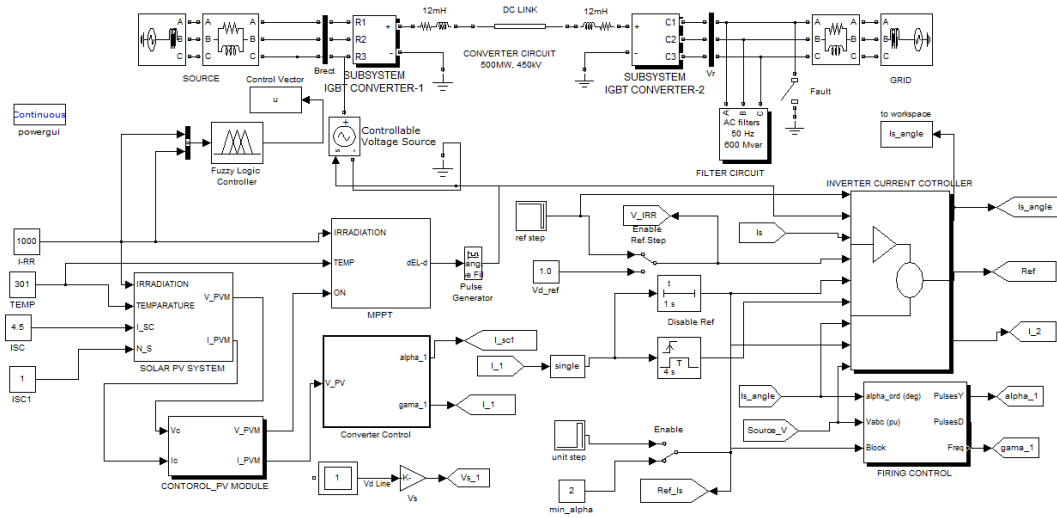 12mH
DC LINK
12mH
A
B
C
A
B
C
A
B
C
R1
R2
R3
+
-
+
-
C1
C2
C3
A
B
C
A
B
C
A
B
C
SOURCE
Brect
SUBSYSTEM
IGBT CONVERTER-1
CONVERTER CIRCUIT
500MW, 450kV
SUBSYSTEM
IGBT CONVERTER-2
Vr
Fault
GRID
Control Vector
u
Continuous
powergui
Fuzzy Logic
Conttroller
+
s
-
Controllable
Voltage Source
A
B
C
AC filters
50 Hz
600 Mvar
FILTER CIRCUIT
to workspace
Is_angle
INVERTER CURRENT COTROLLER
Is_angle
Ref
I_2
ref step
V_IRR
Enable
Ref.Step
Is
1.0
Vd_ref
t
1 s
Disable Ref
T
4 s
I_1
single
1000
I-RR
301
TEMP
4.5
ISC
1
ISC1
IRRADIATION
TEMPARATURE
I_SC
N_S
V_PVM
I_PVM
SOLAR PV SYSTEM
IRRADIATION
TEMP
ON
dEL-d
MPPT
Pulse
Generator
V_PV
alpha_1
gama_1
Converter Control
I_sc1
I_1
Vc
Ic
V_PVM
I_PVM
CONTOROL_PV MODULE
1
Vd Line
K-
Vs
Vs_1
unit step
Enable
2
min_alpha
Ref_Is
Is_angle
Source_V
alpha_ord (deg)
Vabc (pu)
Block
PulsesY
PulsesD
Freq
FIRING CONTROL
alpha_1
gama_1